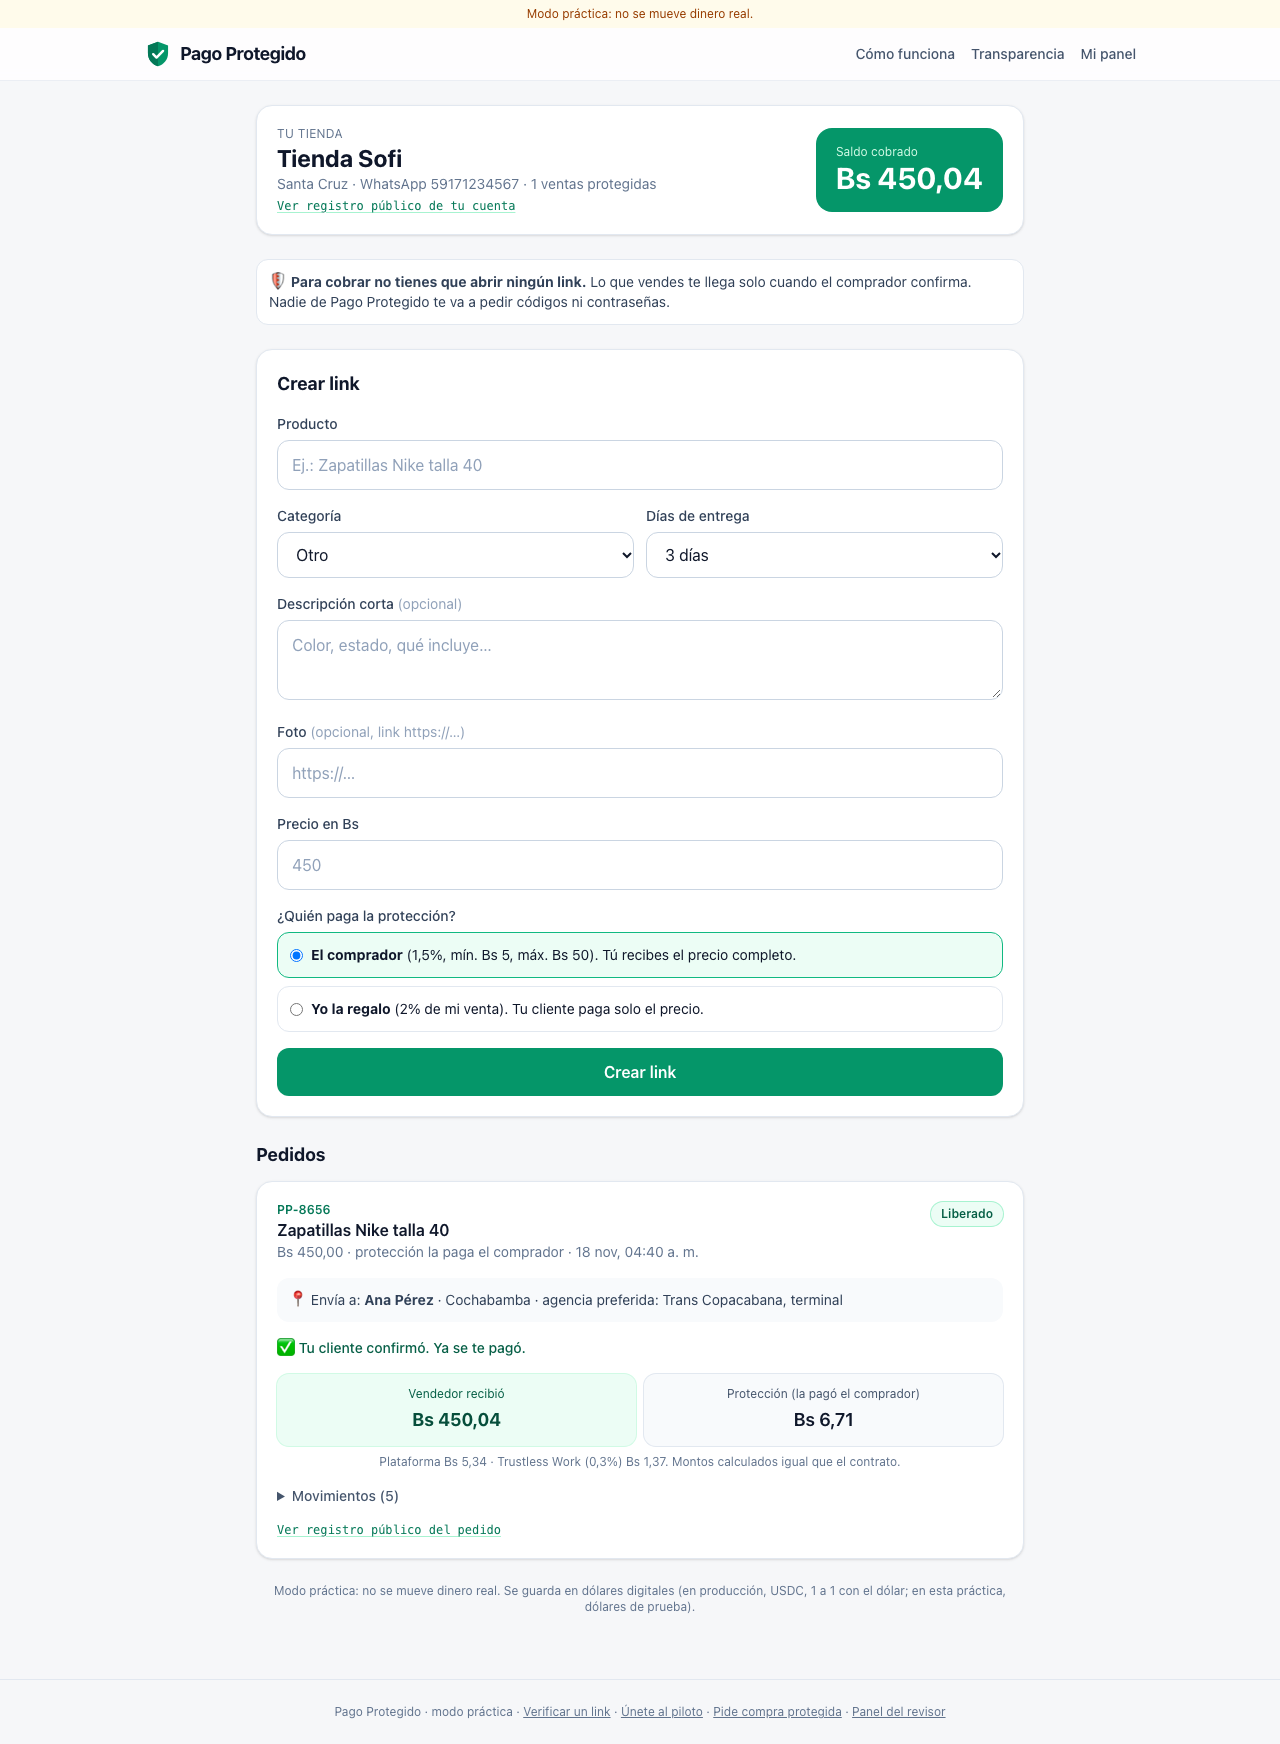 Modo práctica: no se mueve dinero real.
Pago Protegido
Cómo funciona Transparencia Mi panel
TU TIENDA
Tienda Sofi
Santa Cruz · WhatsApp 59171234567 · 1 ventas protegidas
Ver registro público de tu cuenta
Saldo cobrado
Bs 450,04
Para cobrar no tienes que abrir ningún link. Lo que vendes te llega solo cuando el comprador confirma.
Nadie de Pago Protegido te va a pedir códigos ni contraseñas.
Crear link
Producto
Ej.: Zapatillas Nike talla 40
Categoría
Otro
Días de entrega
3 días
Descripción corta (opcional)
Color, estado, qué incluye...
Foto (opcional, link https://...)
https://...
Precio en Bs
450
¿Quién paga la protección?
El comprador (1,5%, mín. Bs 5, máx. Bs 50). Tú recibes el precio completo.
Yo la regalo (2% de mi venta). Tu cliente paga solo el precio.
Crear link
Pedidos
PP-8656
Liberado
Zapatillas Nike talla 40
Bs 450,00 · protección la paga el comprador · 18 nov, 04:40 a. m.
Envía a: Ana Pérez · Cochabamba · agencia preferida: Trans Copacabana, terminal
Tu cliente confirmó. Ya se te pagó.
Vendedor recibió
Bs 450,04
Protección (la pagó el comprador)
Bs 6,71
Plataforma Bs 5,34 · Trustless Work (0,3%) Bs 1,37. Montos calculados igual que el contrato.
Movimientos (5)
Ver registro público del pedido
Modo práctica: no se mueve dinero real. Se guarda en dólares digitales (en producción, USDC, 1 a 1 con el dólar; en esta práctica,
dólares de prueba).
Pago Protegido · modo práctica · Verificar un link · Únete al piloto · Pide compra protegida · Panel del revisor